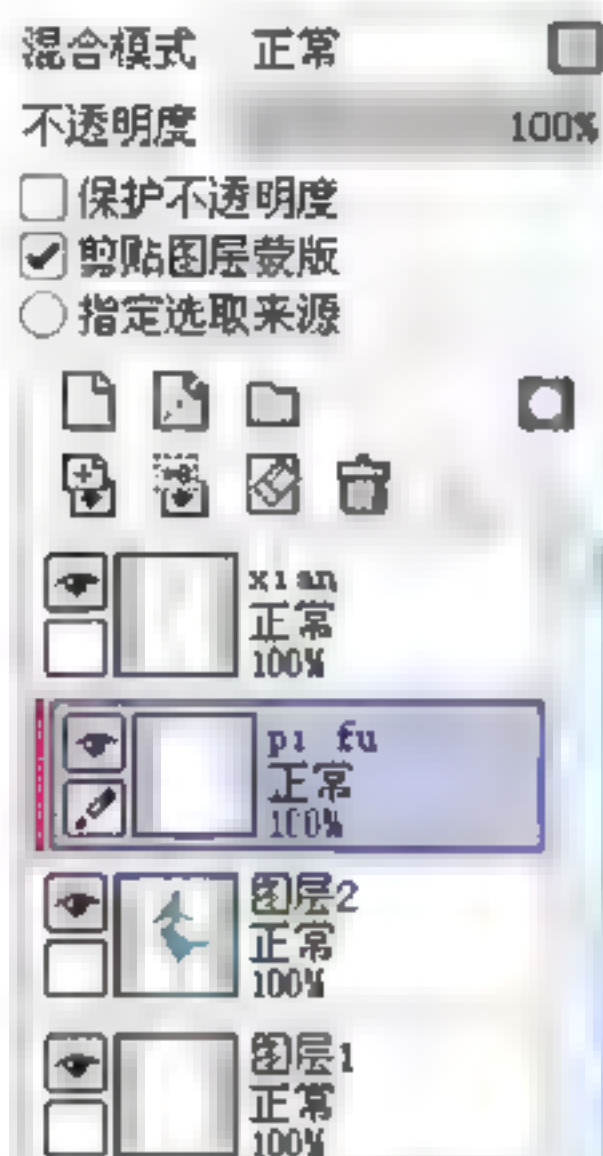 混合模式 正常
不透明度 100%
保护不透明度
剪贴图层蒙版
指定选取来源
xian
正常
100%
pi fu
正常
100%
图层2
正常
100%
图层1
正常
100%